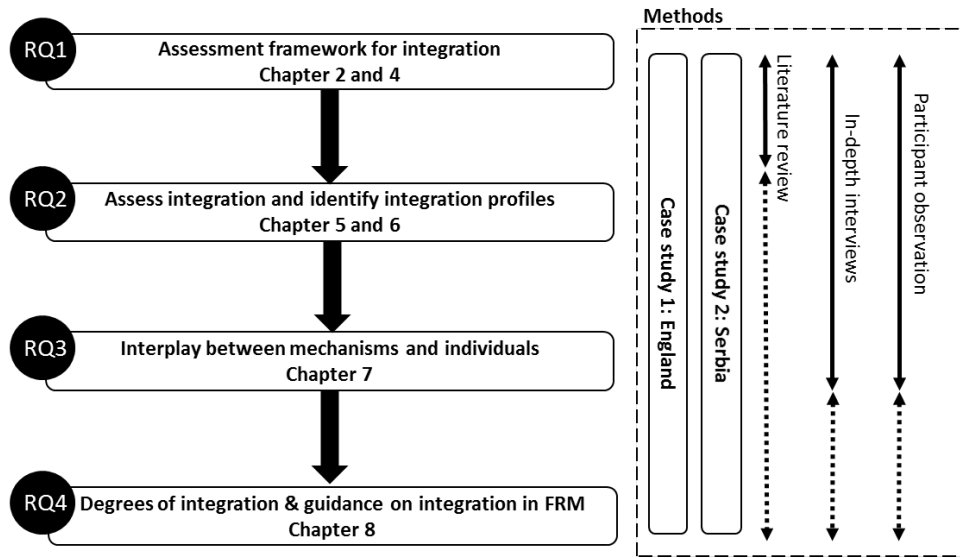 Methods
RQ1
Assessment framework for integration
Chapter 2 and 4
RQ2
Assess integration and identify integration profiles
Chapter 5 and 6
RQ3
Interplay between mechanisms and individuals
Chapter 7
RQ4
Degrees of integration & guidance on integration in FRM
Chapter 8
Case study 1: England
Case study 2: Serbia
Literature review
In-depth interviews
Participant observation